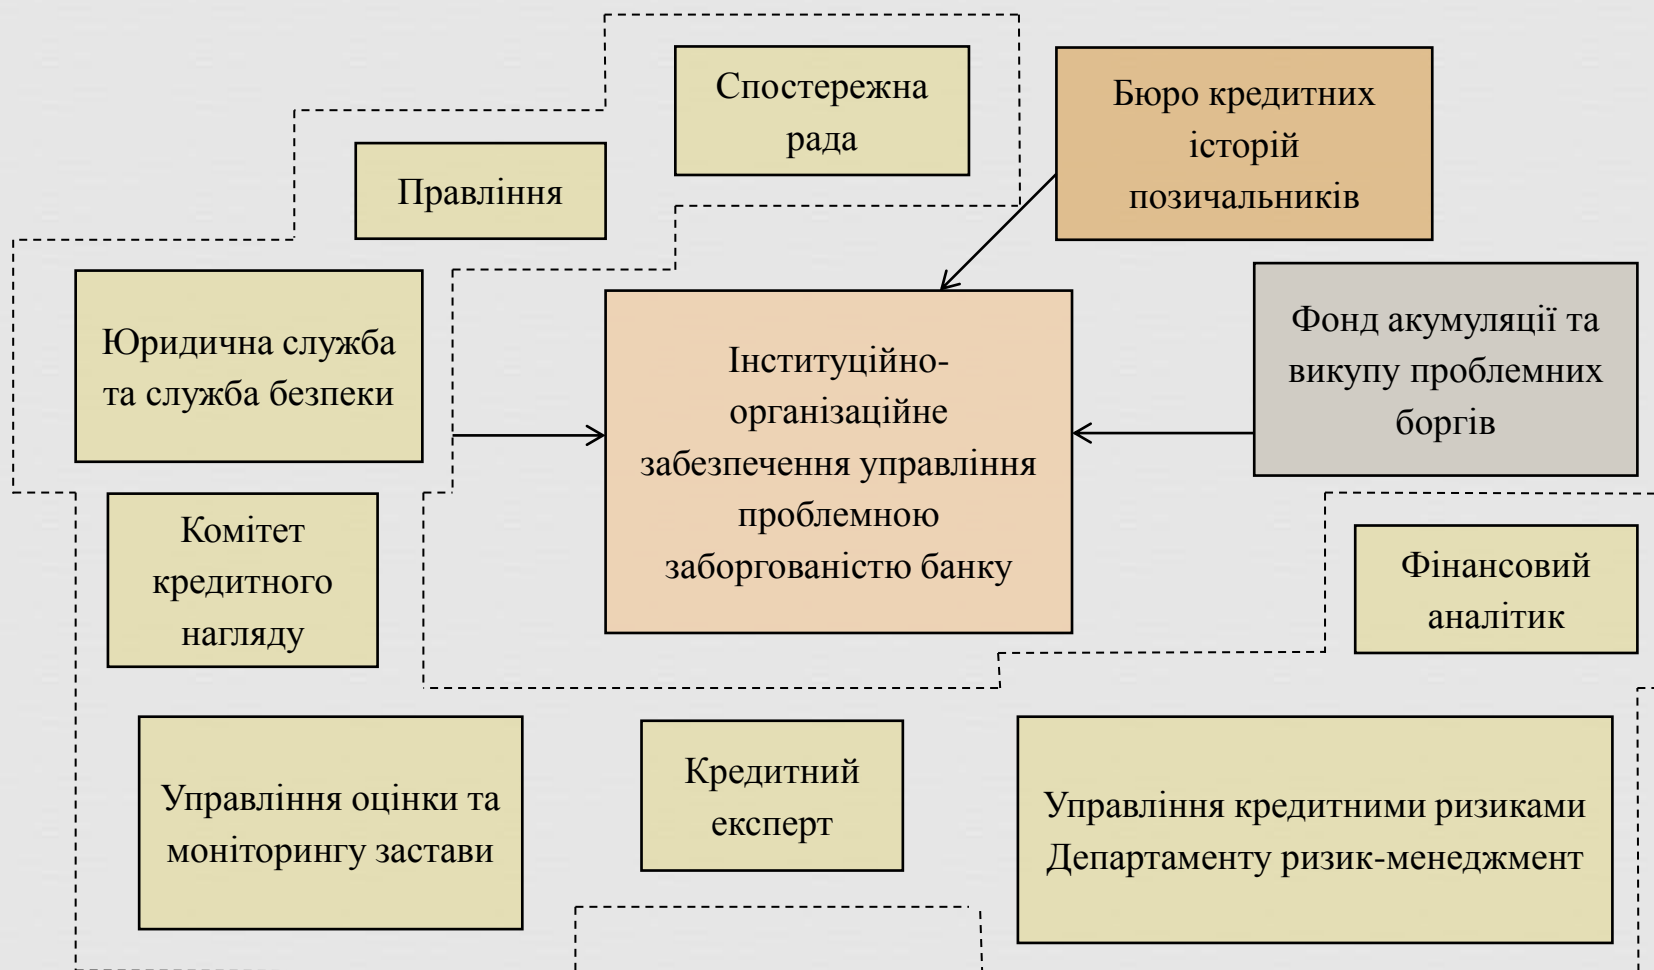 Спостережна
рада
Бюро кредитних
історій
позичальників
Правління
Юридична служба
та служба безпеки
Інституційно-
організаційне
забезпечення управління
проблемною
заборгованістю банку
Фонд акумуляції та
викупу проблемних
боргів
Комітет
кредитного
нагляду
Фінансовий
аналітик
Управління оцінки та
моніторингу застави
Кредитний
експерт
Управління кредитними ризиками
Департаменту ризик-менеджмент